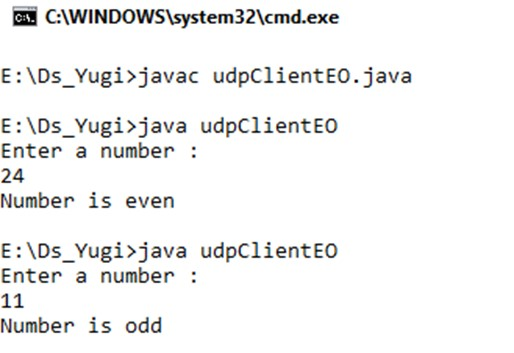 C:\WINDOWS\system32\cmd.exe
E:\Ds_Yugi>javac udpClientEO.java
E:\Ds_Yugi>java udpClientEO
Enter a number :
24
Number is even
E:\Ds_Yugi>java udpClientEO
Enter a number :
11
Number is odd